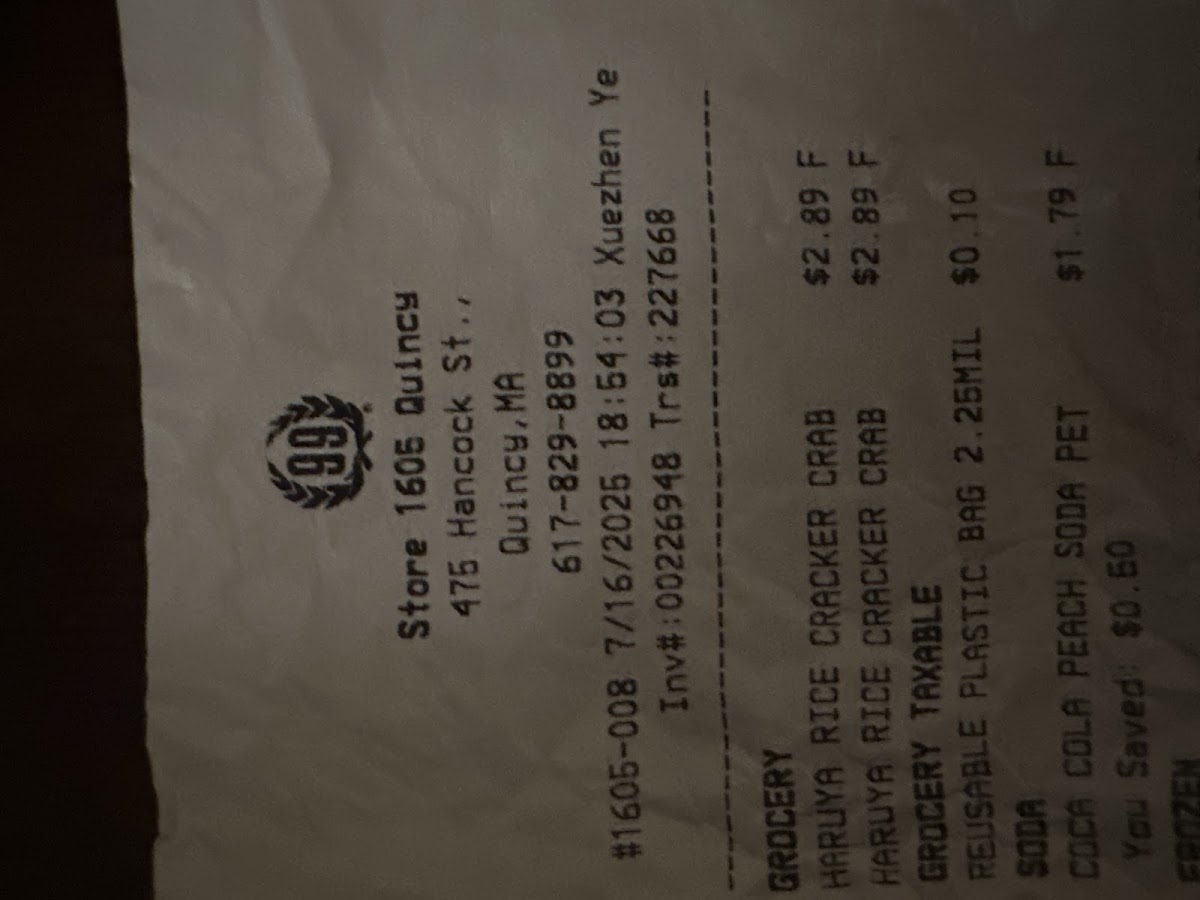 99
Store 1605 Quincy
475 Hancock St.,
Quincy,MA
617-829-8899
#1605-008 7/16/2025 18:54:03 Xuezhen Ye
Inv#:00226948 Trs#:227668
----------------------------------------
GROCERY
HARUYA RICE CRACKER CRAB $2.89 F
HARUYA RICE CRACKER CRAB $2.89 F
GROCERY TAXABLE
REUSABLE PLASTIC BAG 2.25MIL $0.10
SODA
COCA COLA PEACH SODA PET $1.79 F
You Saved: $0.50
FROZEN